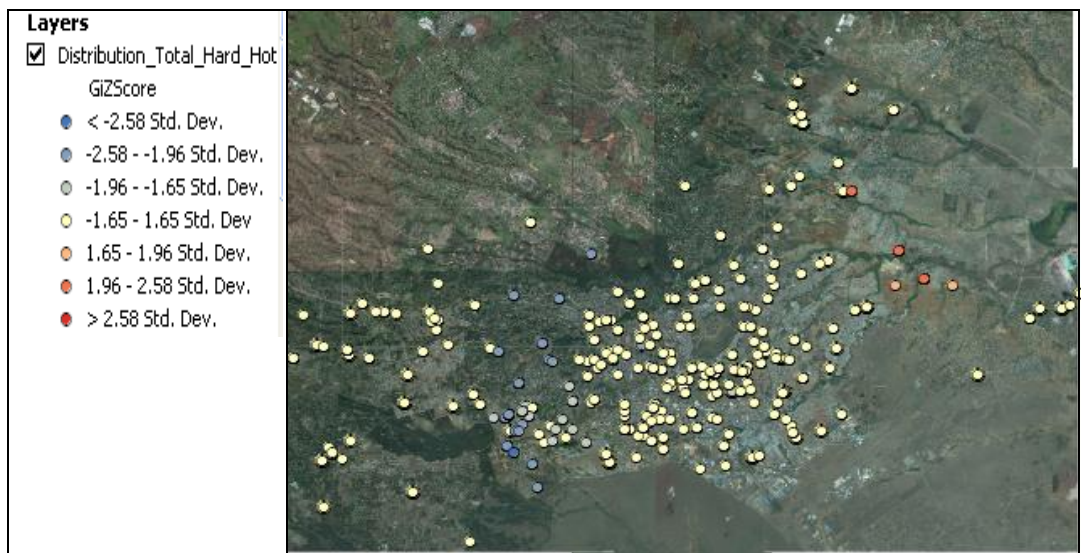 Layers
Distribution_Total_Hard_Hot
GiZScore
< -2.58 Std. Dev.
-2.58 - -1.96 Std. Dev.
-1.96 - -1.65 Std. Dev.
-1.65 - 1.65 Std. Dev
1.65 - 1.96 Std. Dev.
1.96 - 2.58 Std. Dev.
> 2.58 Std. Dev.